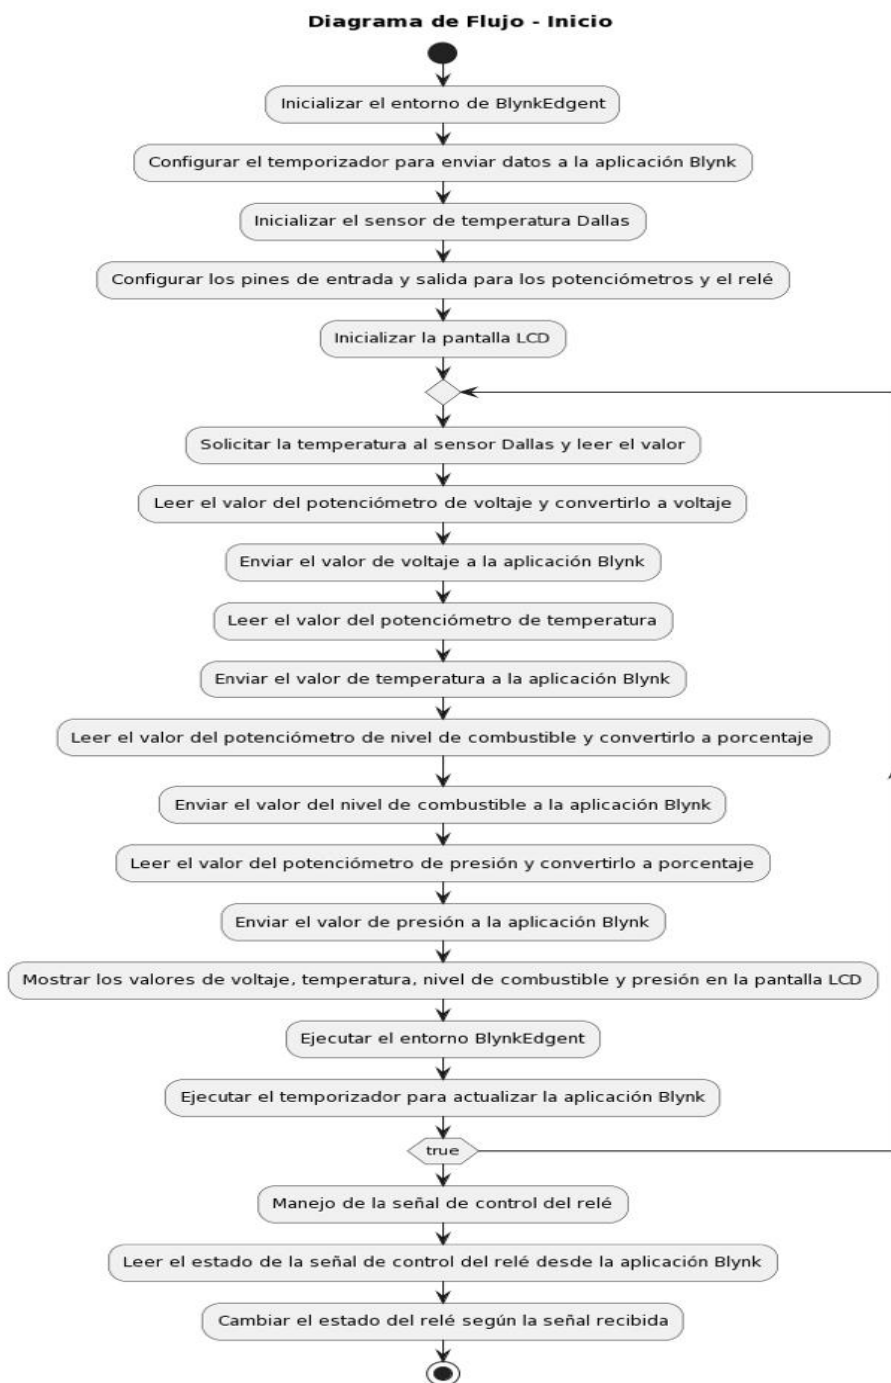 Diagrama de Flujo - Inicio
Inicializar el entorno de BlynkEdgent
Configurar el temporizador para enviar datos a la aplicación Blynk
Inicializar el sensor de temperatura Dallas
Configurar los pines de entrada y salida para los potenciómetros y el relé
Inicializar la pantalla LCD
Solicitar la temperatura al sensor Dallas y leer el valor
Leer el valor del potenciómetro de voltaje y convertirlo a voltaje
Enviar el valor de voltaje a la aplicación Blynk
Leer el valor del potenciómetro de temperatura
Enviar el valor de temperatura a la aplicación Blynk
Leer el valor del potenciómetro de nivel de combustible y convertirlo a porcentaje
Enviar el valor del nivel de combustible a la aplicación Blynk
Leer el valor del potenciómetro de presión y convertirlo a porcentaje
Enviar el valor de presión a la aplicación Blynk
Mostrar los valores de voltaje, temperatura, nivel de combustible y presión en la pantalla LCD
Ejecutar el entorno BlynkEdgent
Ejecutar el temporizador para actualizar la aplicación Blynk
true
Manejo de la señal de control del relé
Leer el estado de la señal de control del relé desde la aplicación Blynk
Cambiar el estado del relé según la señal recibida